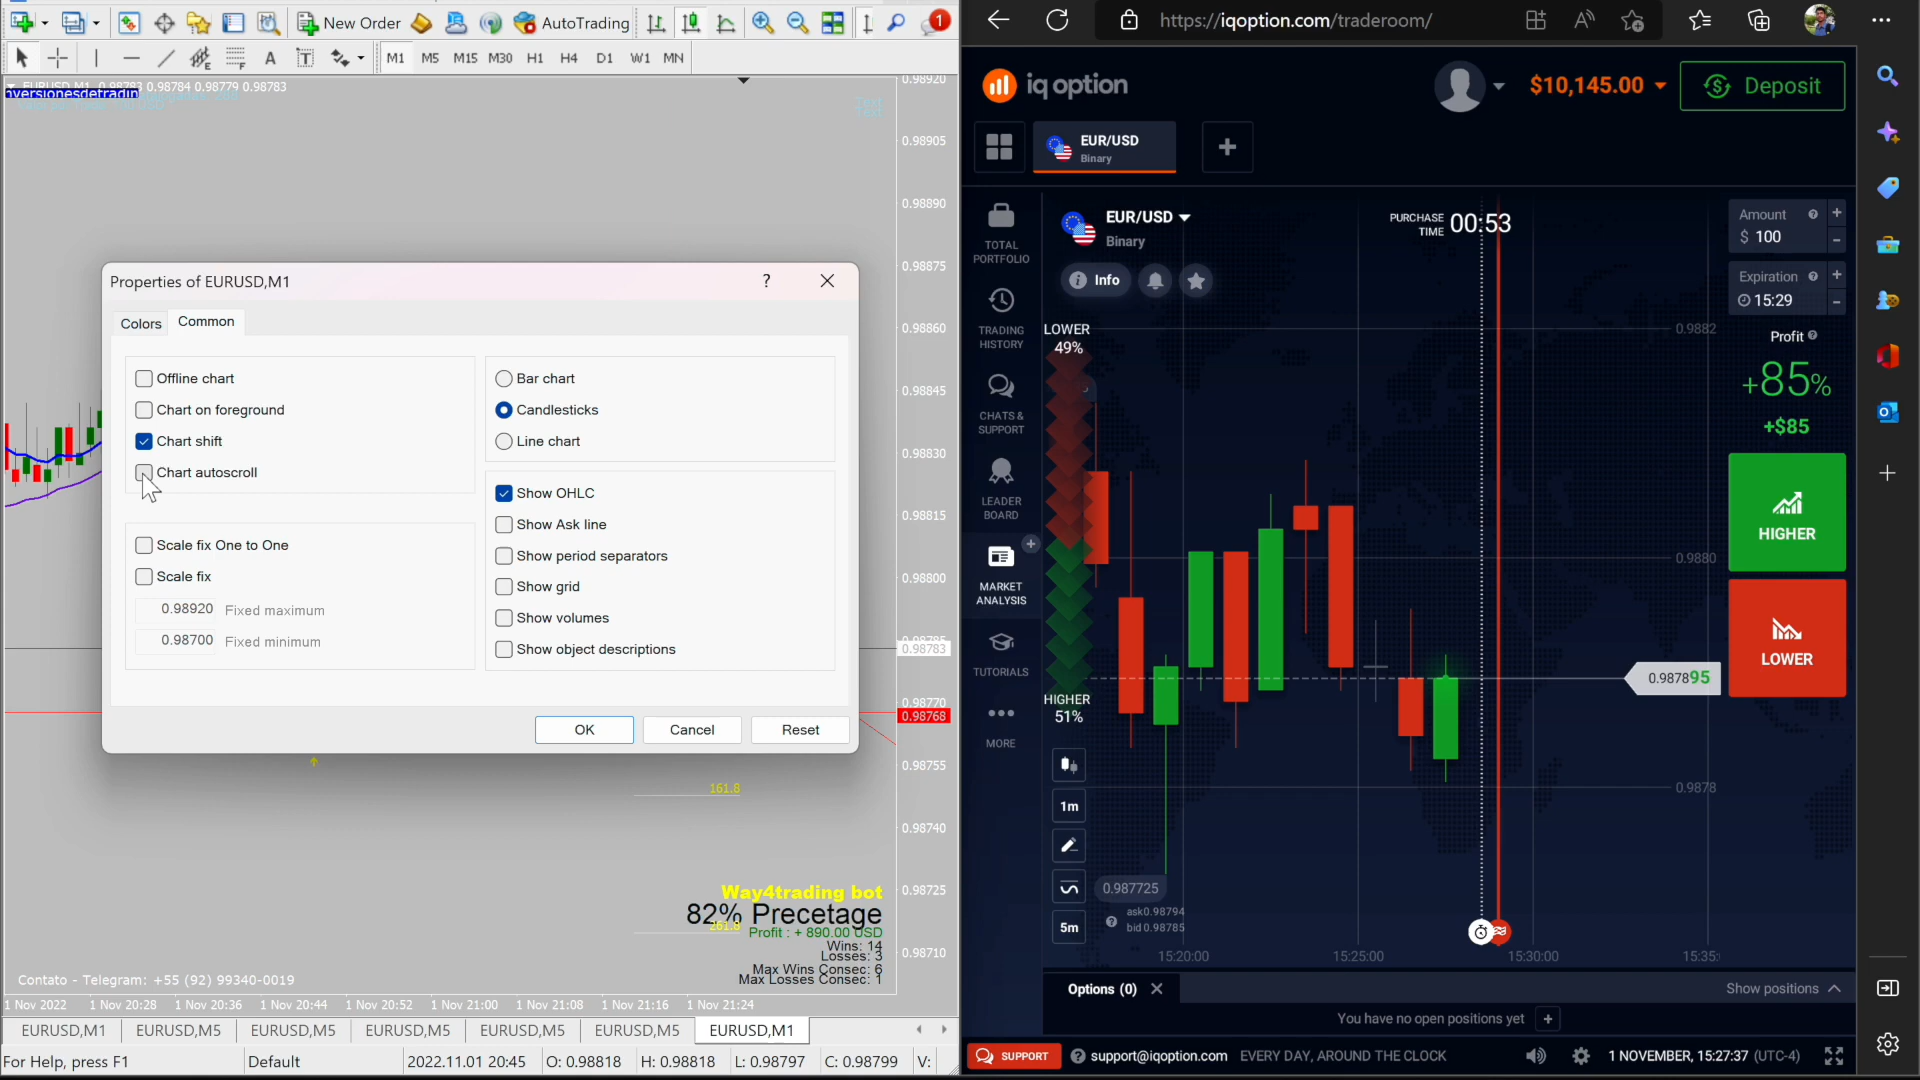 New Order
AutoTrading
1
M1 M5 M15 M30 H1 H4 D1 W1 MN
0.98783 0.98784 0.98779 0.98783
nversionesdetradin
0.98920
0.98905
0.98890
0.98875
0.98860
0.98845
0.98830
0.98815
0.98800
0.98785
0.98783
0.98770
0.98768
0.98755
0.98740
0.98725
0.98710
Properties of EURUSD,M1
?
Colors
Common
Offline chart
Chart on foreground
Chart shift
Chart autoscroll
Scale fix One to One
Scale fix
0.98920 Fixed maximum
0.98700 Fixed minimum
Bar chart
Candlesticks
Line chart
Show OHLC
Show Ask line
Show period separators
Show grid
Show volumes
Show object descriptions
OK
Cancel
Reset
161.8
Way4trading bot
82% Precetage
261.8
Profit : + 890.00 USD
Wins: 14
Losses: 3
Max Wins Consec: 6
Max Losses Consec: 1
Contato - Telegram: +55 (92) 99340-0019
1 Nov 2022 1 Nov 20:28 1 Nov 20:36 1 Nov 20:44 1 Nov 20:52 1 Nov 21:00 1 Nov 21:08 1 Nov 21:16 1 Nov 21:24
EURUSD,M1 EURUSD,M5 EURUSD,M5 EURUSD,M5 EURUSD,M5 EURUSD,M5 EURUSD,M1
For Help, press F1
Default
2022.11.01 20:45
O: 0.98818
H: 0.98818
L: 0.98797
C: 0.98799
V:
https://iqoption.com/traderoom/
iq option
$10,145.00
Deposit
EUR/USD
Binary
TOTAL
PORTFOLIO
TRADING
HISTORY
CHATS &
SUPPORT
LEADER
BOARD
MARKET
ANALYSIS
TUTORIALS
MORE
EUR/USD
Binary
Info
PURCHASE
TIME
00:53
LOWER
49%
HIGHER
51%
1m
5m
0.987725
ask0.98794
bid 0.98785
0.9882
0.9880
0.987895
0.9878
15:20:00
15:25:00
15:30:00
Amount
$ 100
Expiration
15:29
Profit
+85%
+$85
HIGHER
LOWER
Options (0)
Show positions
You have no open positions yet
SUPPORT
support@iqoption.com
EVERY DAY, AROUND THE CLOCK
1 NOVEMBER, 15:27:37 (UTC-4)